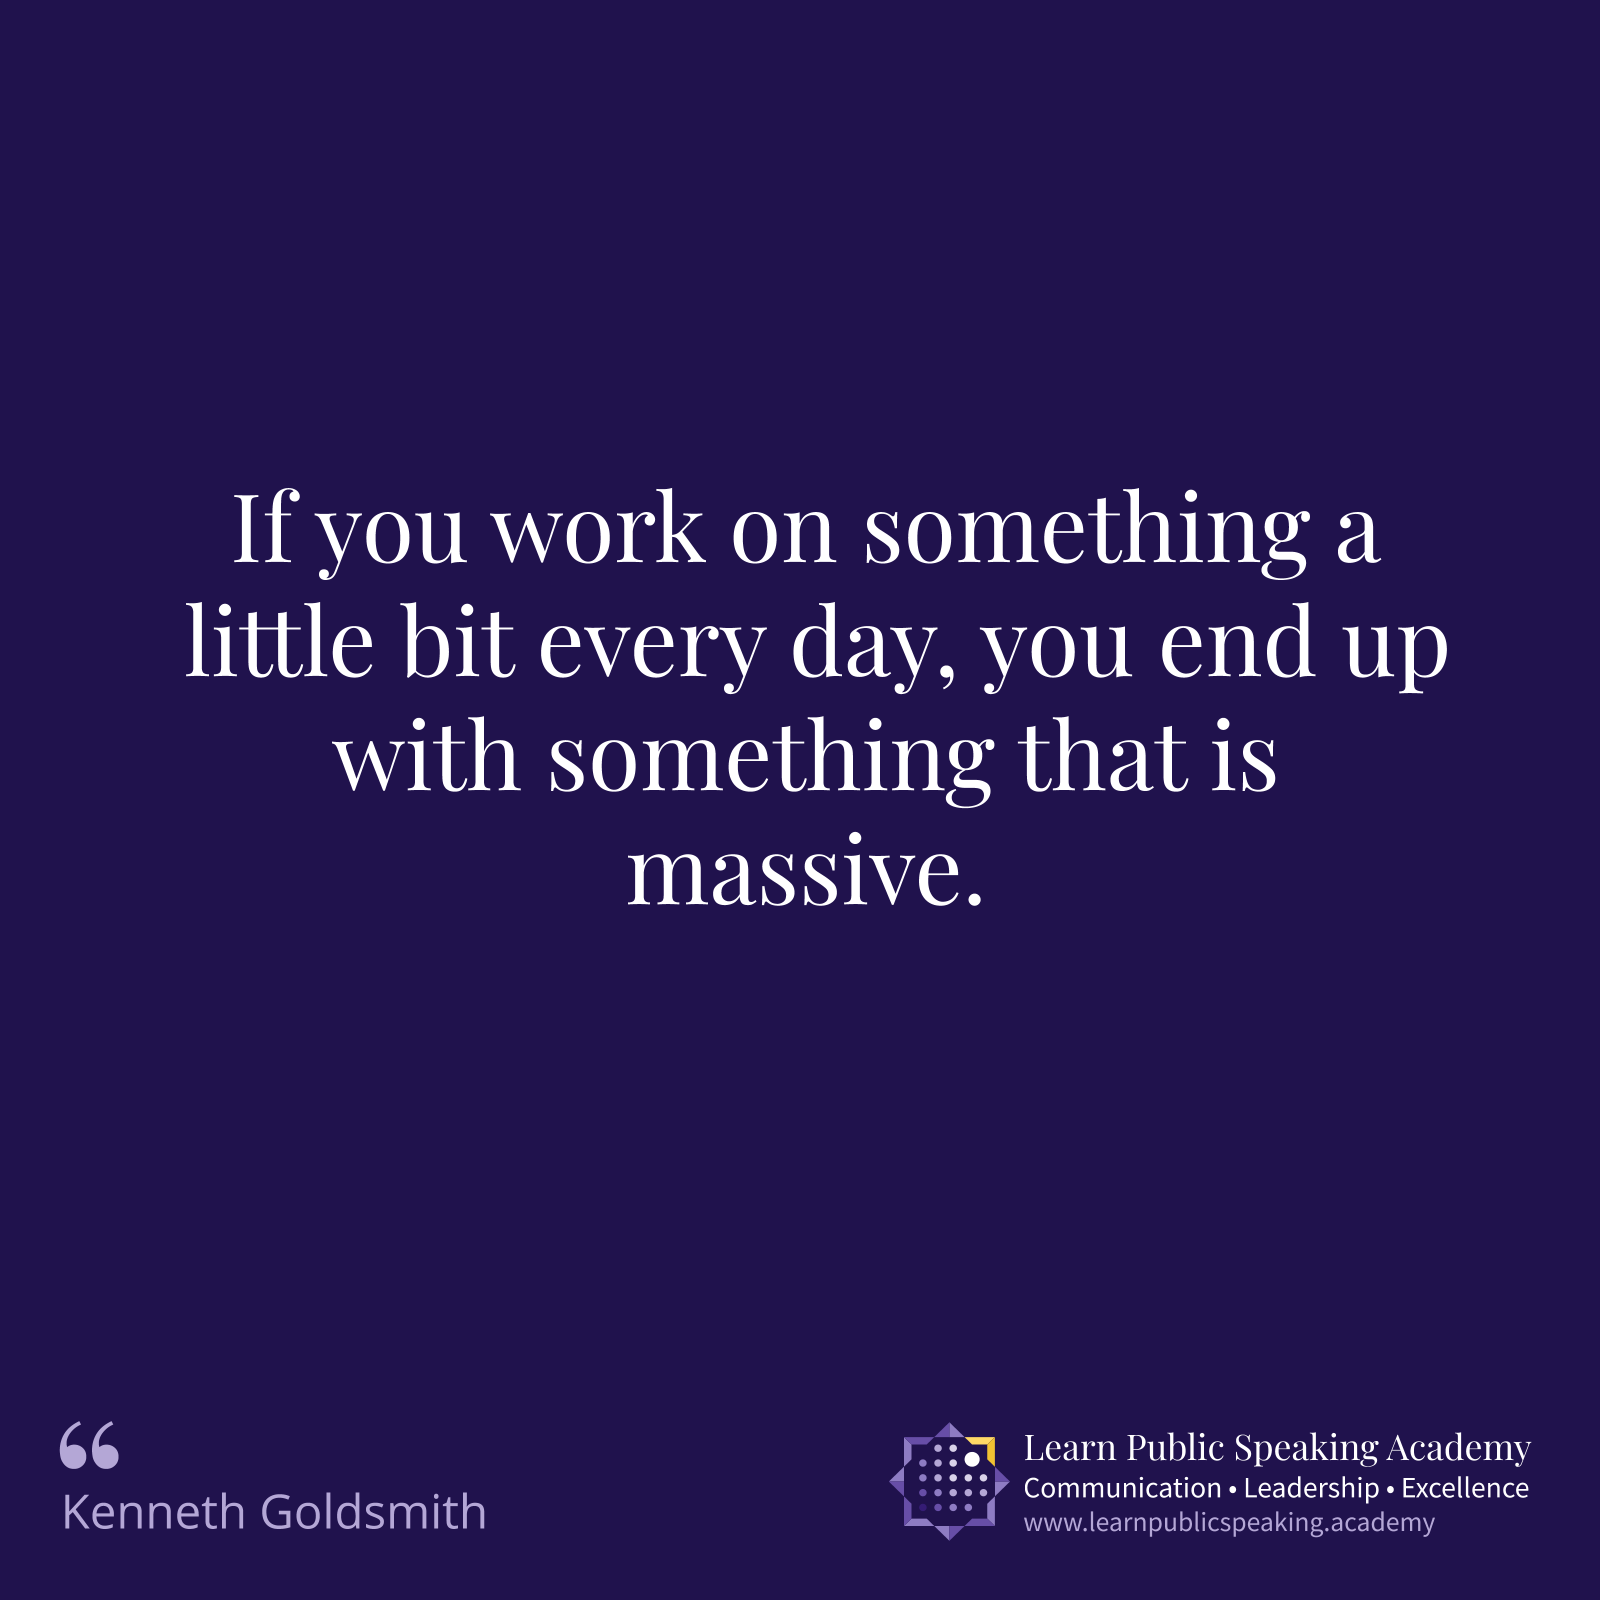 If you work on something a
little bit every day, you end up
with something that is
massive.
“
Kenneth Goldsmith
Learn Public Speaking Academy
Communication • Leadership • Excellence
www.learnpublicspeaking.academy